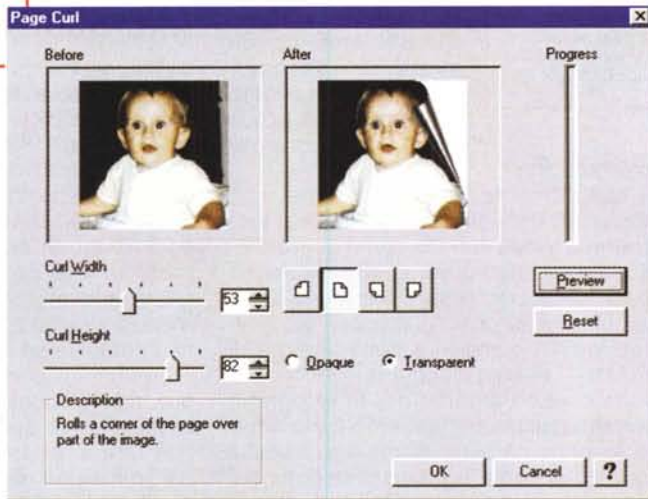 Page Curl
Before
After
Progress
Curl Width
53
Preview
Reset
Curl Height
82
Opaque
Transparent
Description
Rolls a corner of the page over
part of the image.
OK
Cancel
?